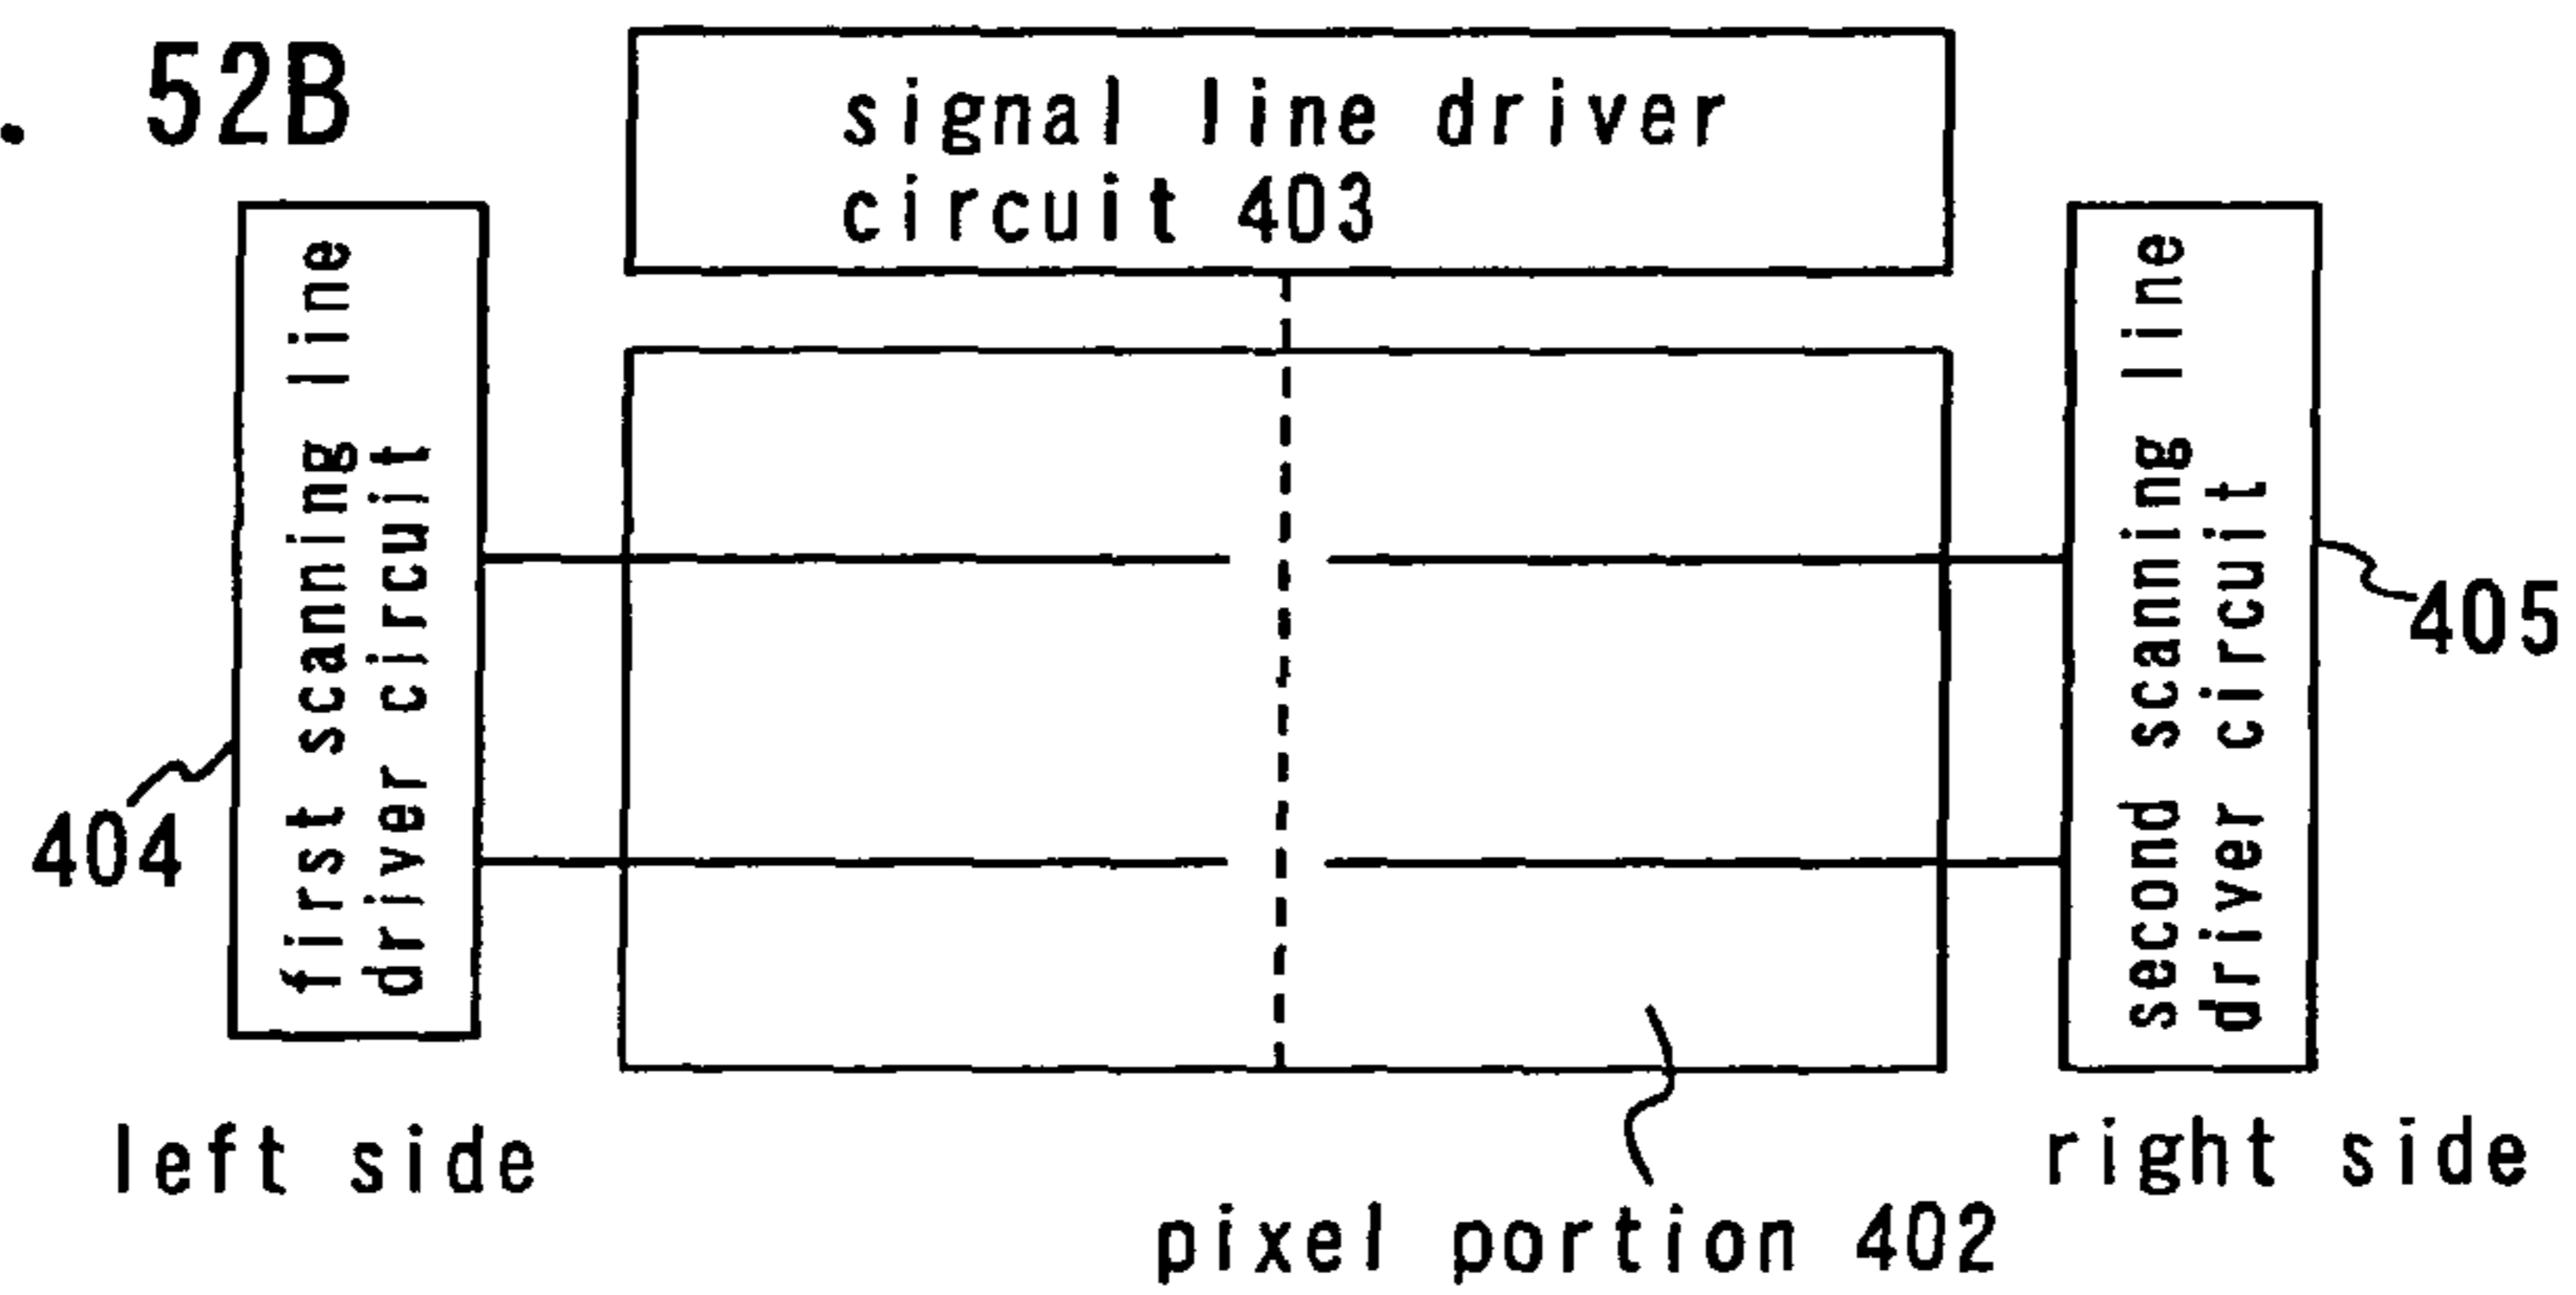 . 52B
signal line driver
circuit 403
first scanning line
driver circuit
second scanning line
driver circuit
404
405
left side
right side
pixel portion 402